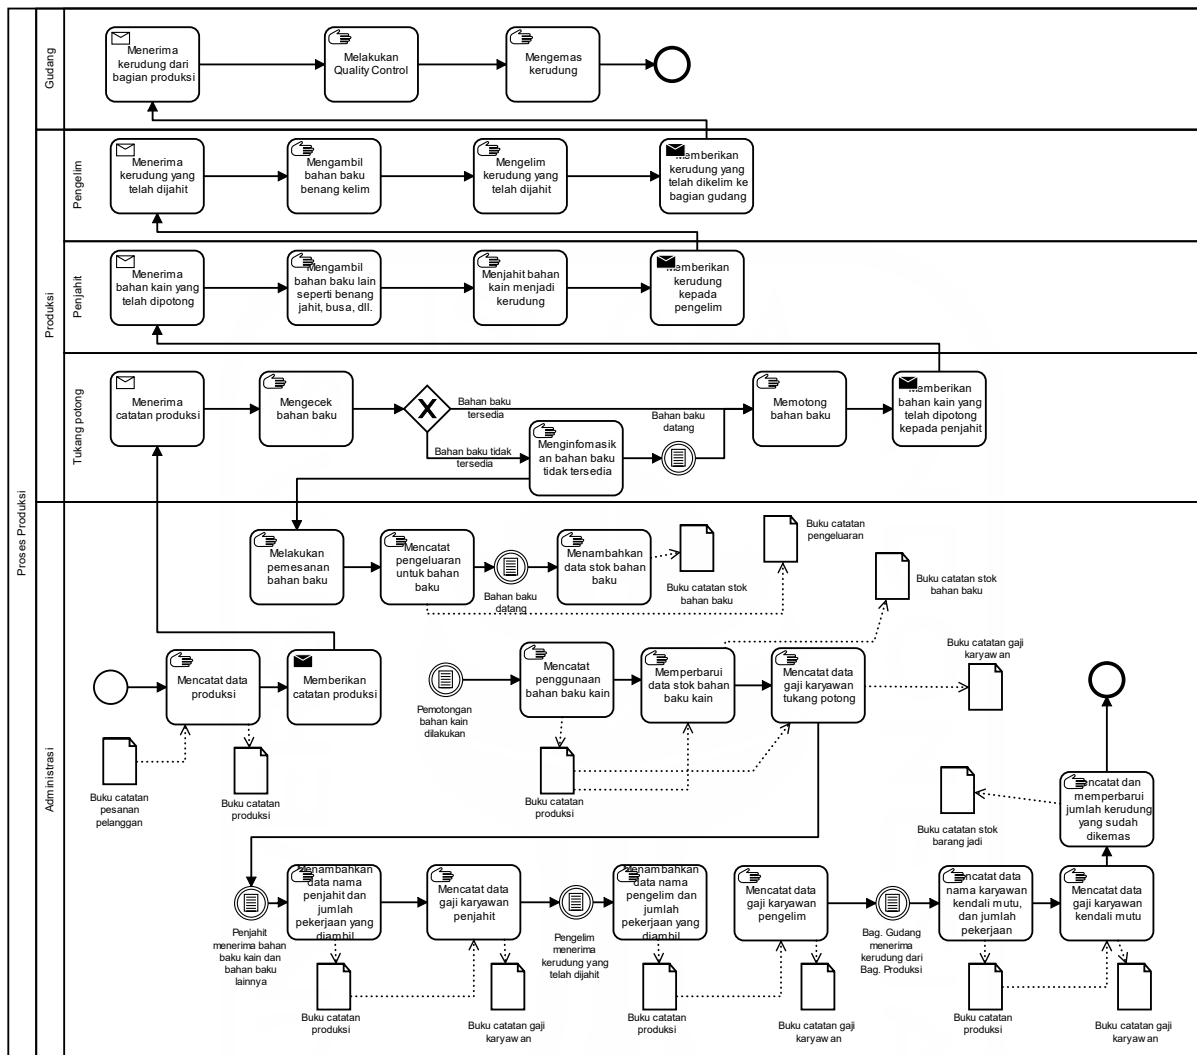 Proses Produksi
Gudang
Menerima
kerudung dari
bagian produksi
Melakukan
Quality Control
Mengemas
kerudung
Produksi
Pengelim
Menerima
kerudung yang
telah dijahit
Mengambil
bahan baku
benang kelim
Mengelim
kerudung yang
telah dijahit
Memberikan
kerudung yang
telah dikelim ke
bagian gudang
Penjahit
Menerima
bahan kain yang
telah dipotong
Mengambil
bahan baku lain
seperti benang
jahit, busa, dll.
Menjahit bahan
kain menjadi
kerudung
Memberikan
kerudung
kepada
pengelim
Tukang potong
Menerima
catatan produksi
Mengecek
bahan baku
Bahan baku
tersedia
Bahan baku tidak
tersedia
Menginfomasik
an bahan baku
tidak tersedia
Bahan baku
datang
Memotong
bahan baku
Memberikan
bahan kain yang
telah dipotong
kepada penjahit
Administrasi
Melakukan
pemesanan
bahan baku
Mencatat
pengeluaran
untuk bahan
baku
Bahan baku
datang
Menambahkan
data stok bahan
baku
Buku catatan stok
bahan baku
Buku catatan
pengeluaran
Buku catatan stok
bahan baku
Mencatat data
produksi
Memberikan
catatan produksi
Buku catatan
pesanan
pelanggan
Buku catatan
produksi
Pemotongan
bahan kain
dilakukan
Mencatat
penggunaan
bahan baku kain
Memperbarui
data stok bahan
baku kain
Mencatat data
gaji karyawan
tukang potong
Buku catatan gaji
karyawan
Buku catatan
produksi
Buku catatan stok
barang jadi
Mencatat dan
memperbarui
jumlah kerudung
yang sudah
dikemas
Penjahit
menerima bahan
baku kain dan
bahan baku
lainnya
Menambahkan
data nama
penjahit dan
jumlah
pekerjaan yang
diambil
Mencatat data
gaji karyawan
penjahit
Pengelim
menerima
kerudung yang
telah dijahit
Menambahkan
data nama
pengelim dan
jumlah
pekerjaan yang
diambil
Mencatat data
gaji karyawan
pengelim
Bag. Gudang
menerima
kerudung dari
Bag. Produksi
Mencatat data
nama karyawan
kendali mutu,
dan jumlah
pekerjaan
Mencatat data
gaji karyawan
kendali mutu
Buku catatan
produksi
Buku catatan gaji
karyawan
Buku catatan
produksi
Buku catatan gaji
karyawan
Buku catatan
produksi
Buku catatan gaji
karyawan